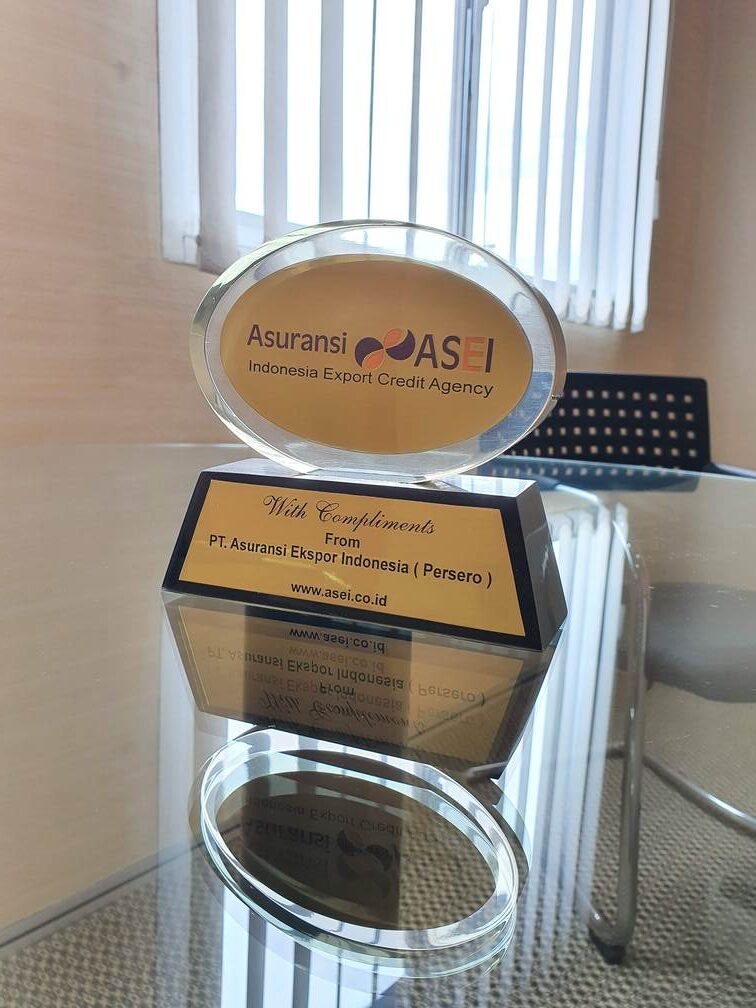 Asuransi ASEI
Indonesia Export Credit Agency
With Compliments
From
PT. Asuransi Ekspor Indonesia ( Persero )
www.asei.co.id